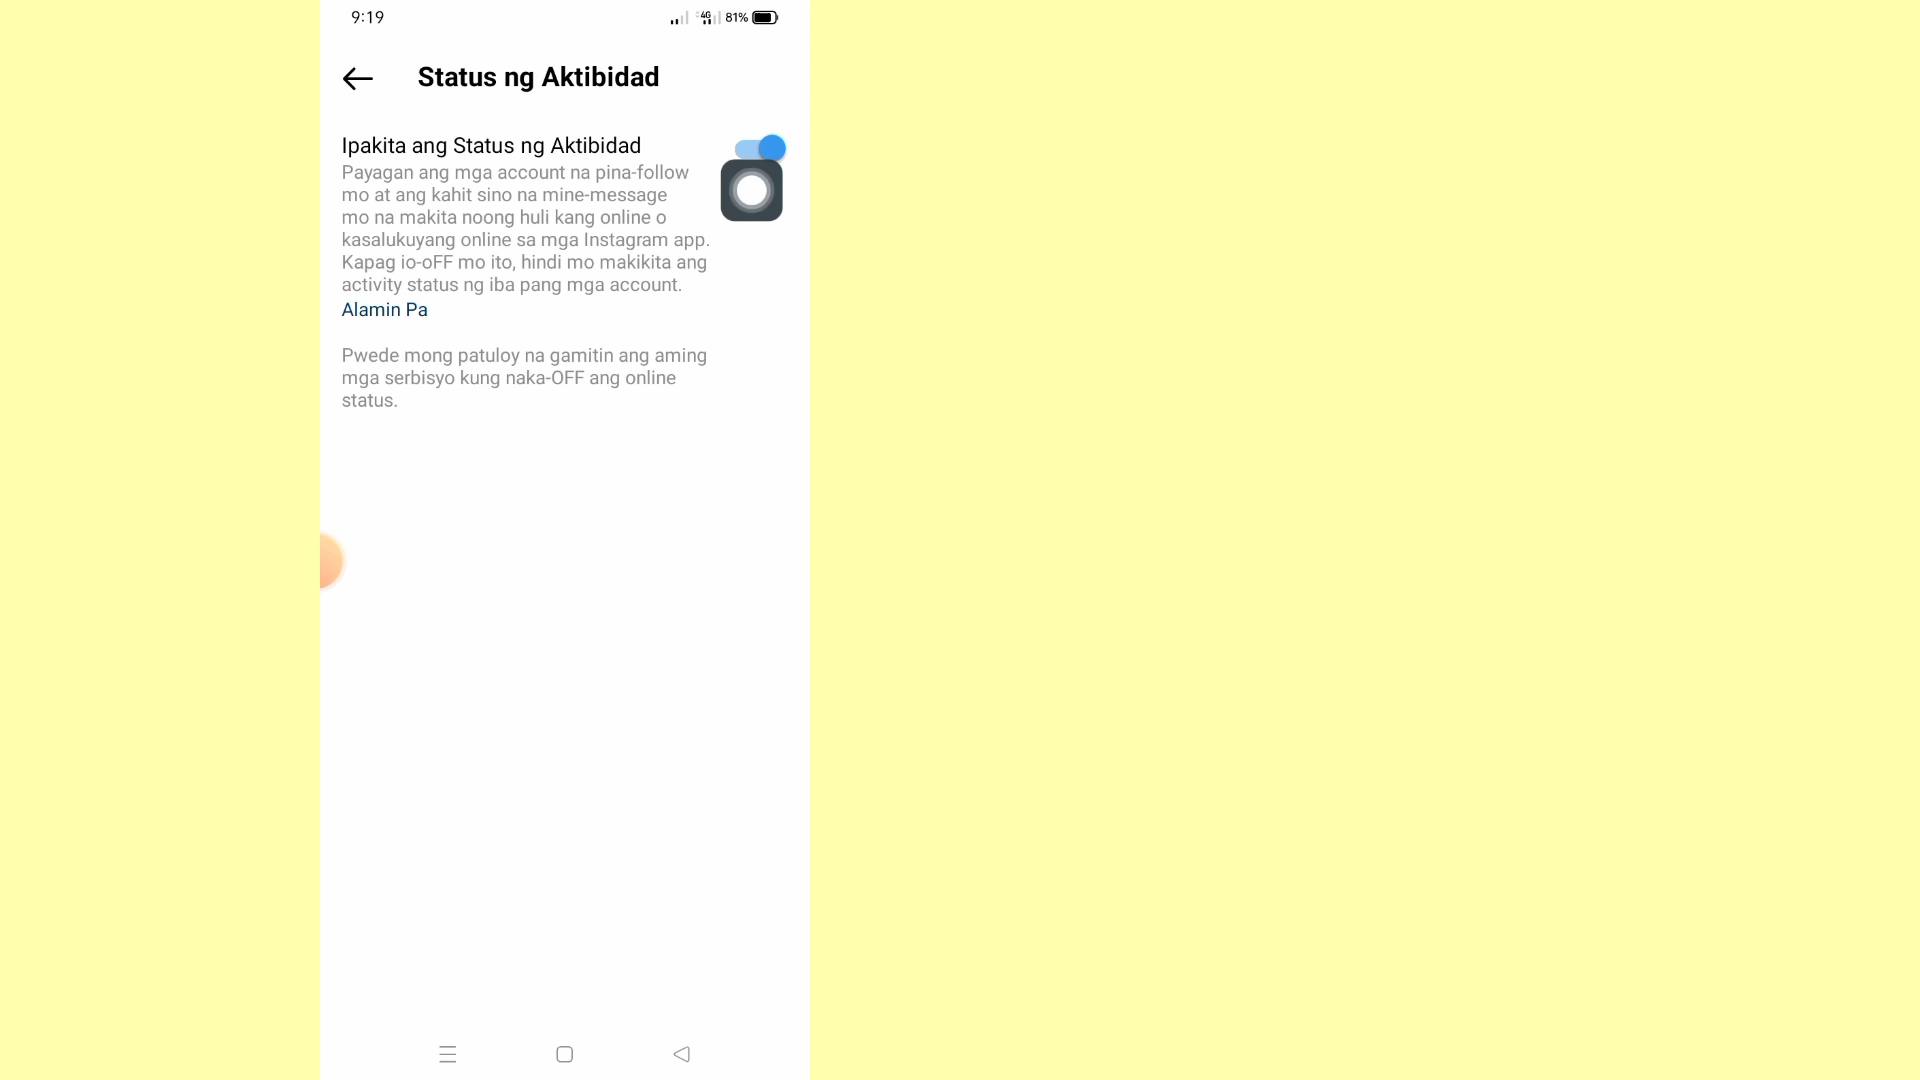 9:19
4G 81%
Status ng Aktibidad
Ipakita ang Status ng Aktibidad
Payagan ang mga account na pina-follow
mo at ang kahit sino na mine-message
mo na makita noong huli kang online o
kasalukuyang online sa mga Instagram app.
Kapag io-oFF mo ito, hindi mo makikita ang
activity status ng iba pang mga account.
Alamin Pa
Pwede mong patuloy na gamitin ang aming
mga serbisyo kung naka-OFF ang online
status.